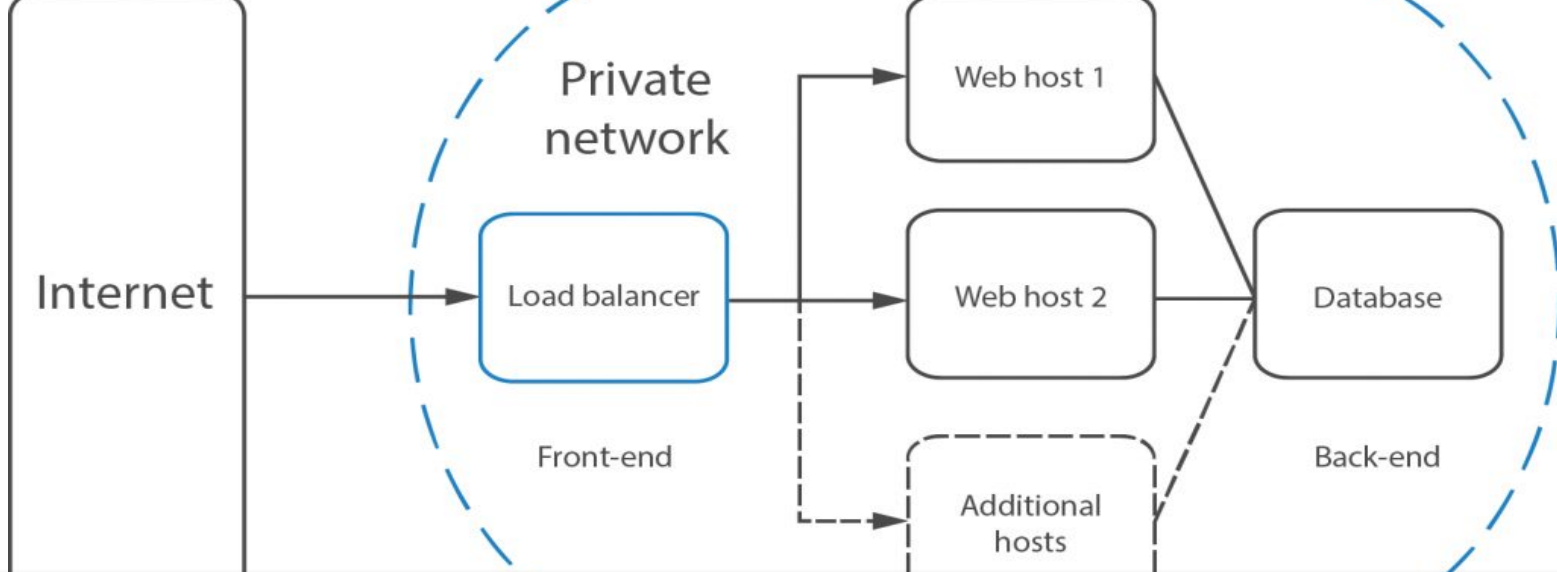 Internet
Private
network
Load balancer
Front-end
Web host 1
Web host 2
Additional
hosts
Database
Back-end